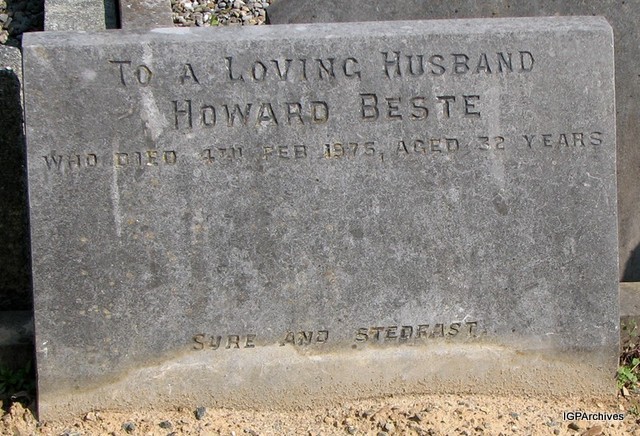 To a Loving Husband
Howard Beste
who died 4th Feb 1975, aged 32 years
Sure and Stedfast.
IGPArchives